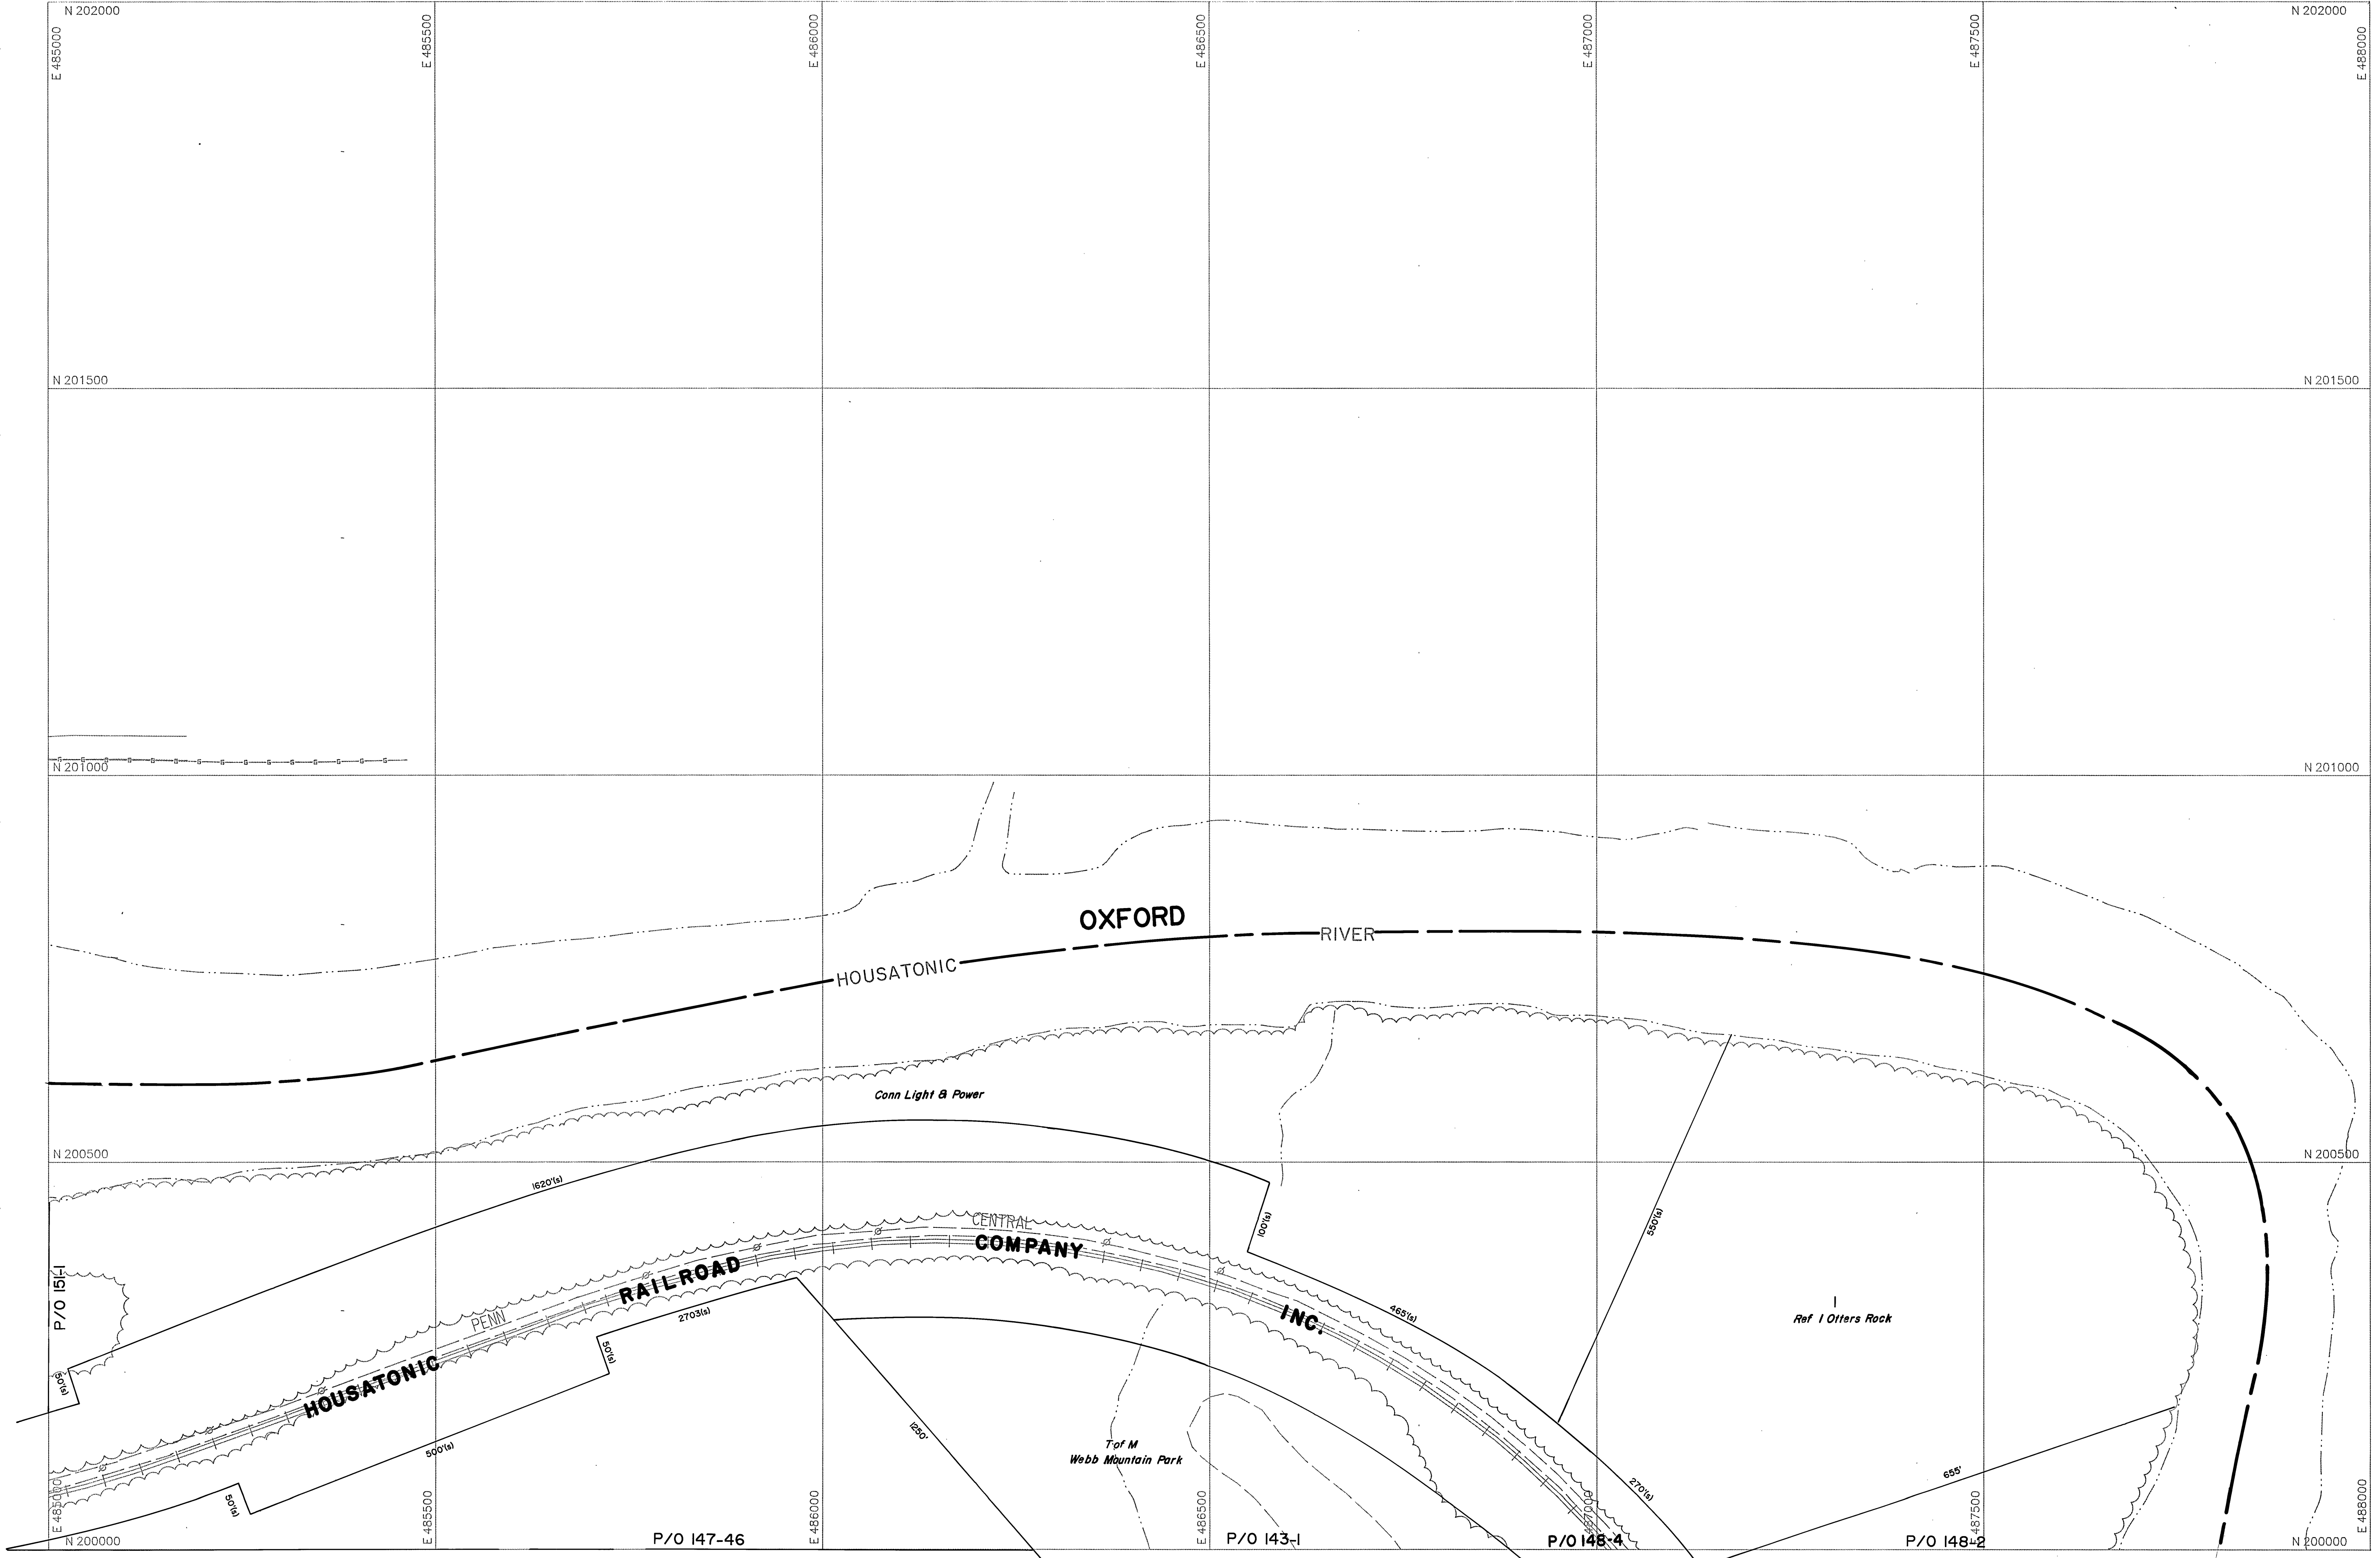 N 202000
N 202000
E 485000
E 485500
E 486000
E 486500
E 487000
E 487500
E 488000
N 201500
N 201500
N 201000
N 201000
OXFORD
HOUSATONIC
RIVER
Conn Light & Power
N 200500
N 200500
1620'(s)
100'(s)
550'(s)
CENTRAL
COMPANY
RAILROAD
PENN
HOUSATONIC
INC.
P/O 151-1
2703(s)
465'(s)
1
Ref 1 Otters Rock
50'(s)
50'(s)
500'(s)
50'(s)
1250'
T of M
Webb Mountain Park
270'(s)
655'
E 485000
E 485500
E 486000
E 486500
487000
487500
E 488000
N 200000
P/O 147-46
P/O 143-1
P/O 148-4
P/O 148-2
N 200000